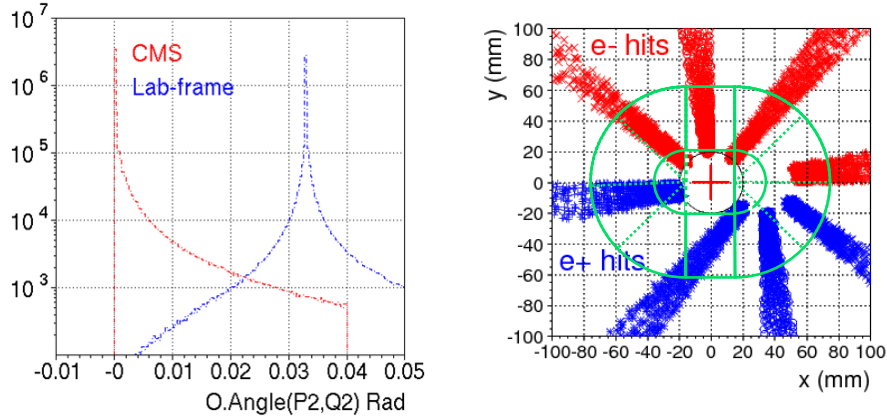 10^7
10^6
10^5
10^4
10^3
CMS
Lab-frame
-0.01 -0 0.01 0.02 0.03 0.04 0.05
O.Angle(P2,Q2) Rad
y (mm)
100
80
60
40
20
0
-20
-40
-60
-80
-100
e- hits
e+ hits
-100 -80 -60 -40 -20 0 20 40 60 80 100
x (mm)